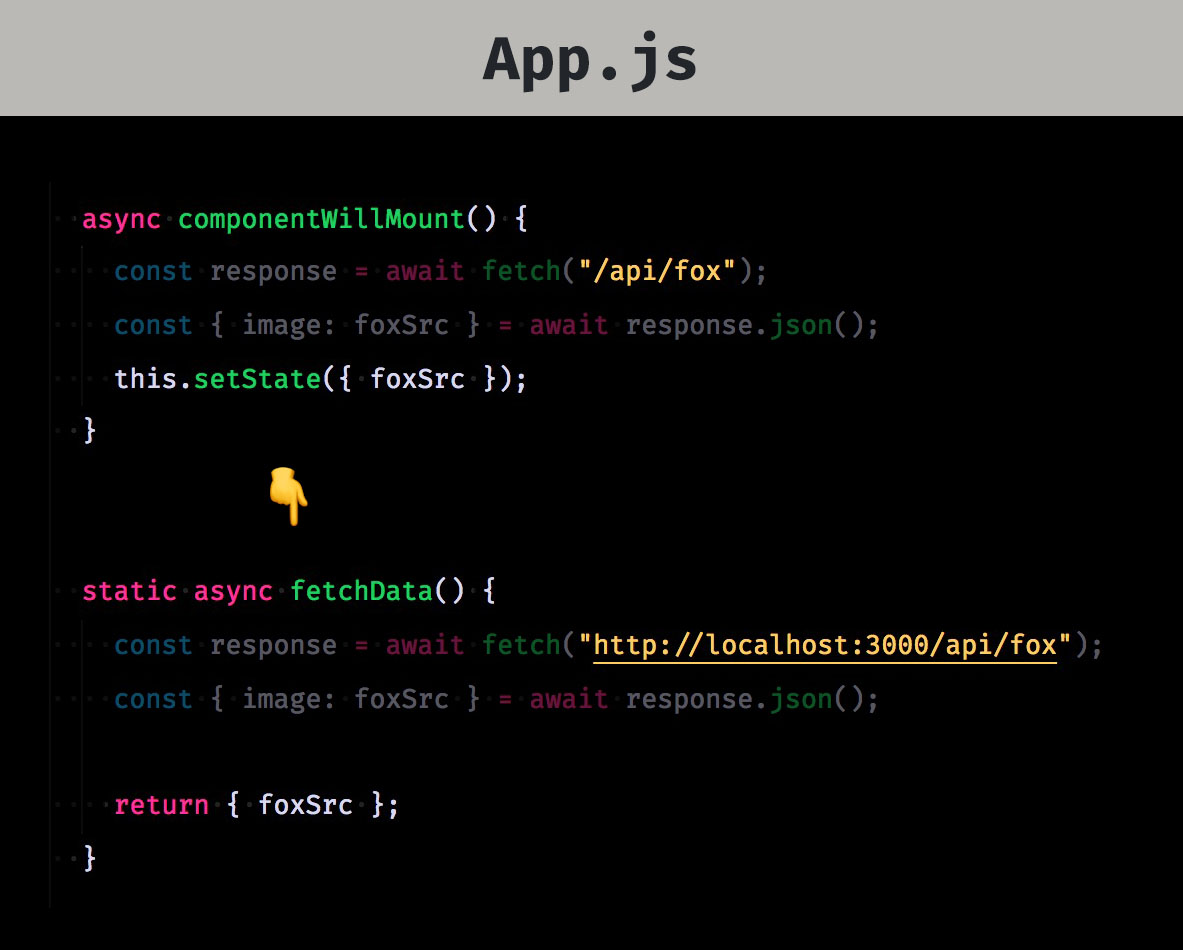 App.js
async componentWillMount() {
const response = await fetch("/api/fox");
const { image: foxSrc } = await response.json();
this.setState({ foxSrc });
}
static async fetchData() {
const response = await fetch("http://localhost:3000/api/fox");
const { image: foxSrc } = await response.json();
return { foxSrc };
}